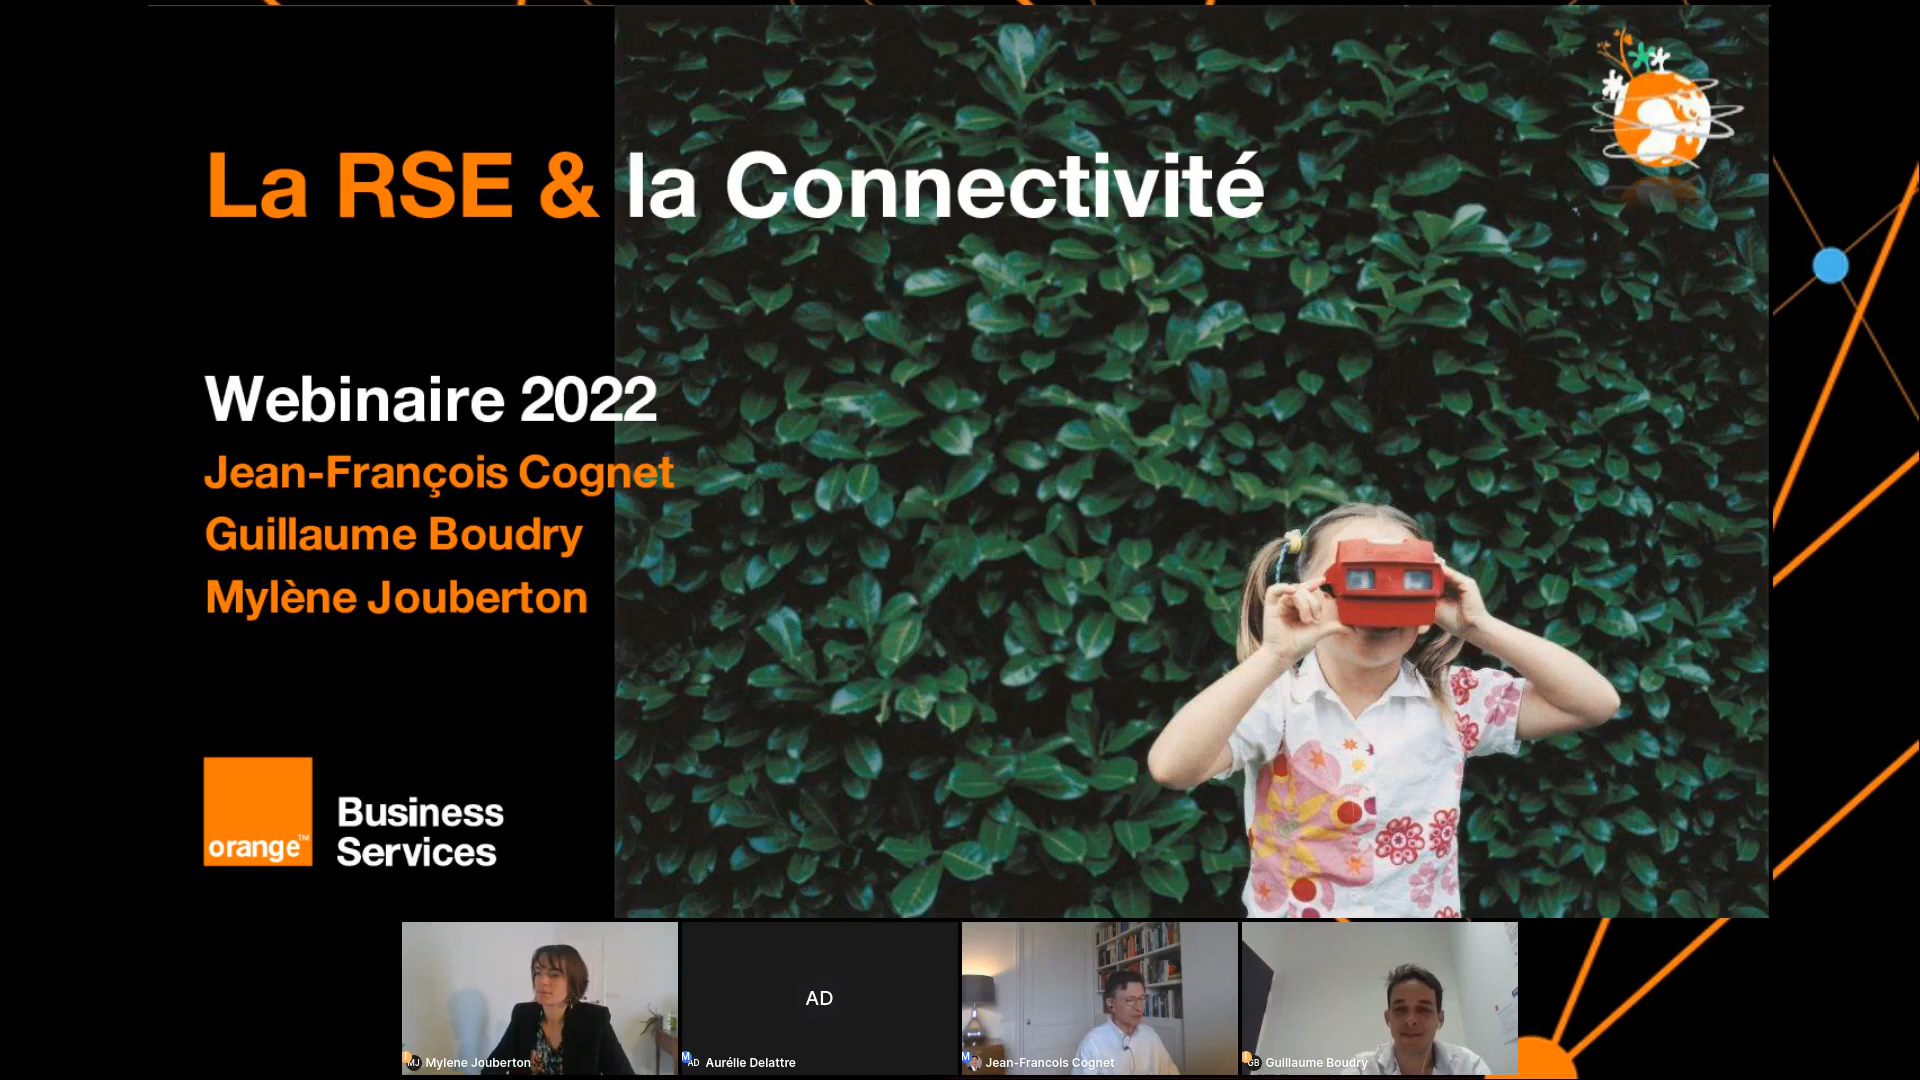 La RSE & la Connectivité
Webinaire 2022
Jean-François Cognet
Guillaume Boudry
Mylène Jouberton
orange™
Business
Services
AD
MJ Mylene Jouberton
M AD Aurélie Delattre
M Jean-Francois Cognet
GB Guillaume Boudry